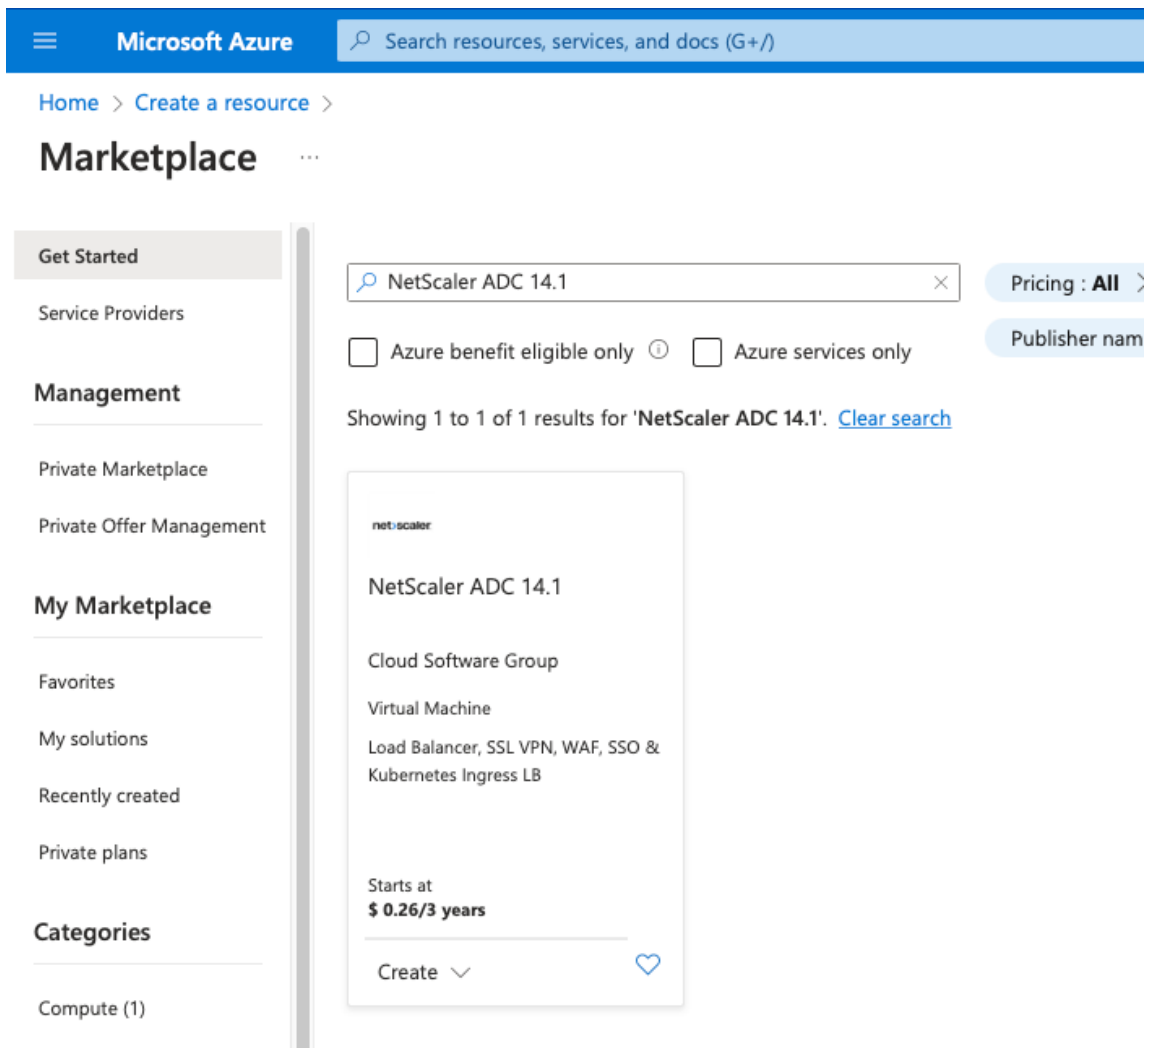 Microsoft Azure
Search resources, services, and docs (G+/)
Home > Create a resource >
Marketplace ...
Get Started
Service Providers
Management
Private Marketplace
Private Offer Management
My Marketplace
Favorites
My solutions
Recently created
Private plans
Categories
Compute (1)
NetScaler ADC 14.1
Pricing : All
Azure benefit eligible only
Azure services only
Publisher nam
Showing 1 to 1 of 1 results for 'NetScaler ADC 14.1'. Clear search
net>scaler
NetScaler ADC 14.1
Cloud Software Group
Virtual Machine
Load Balancer, SSL VPN, WAF, SSO &
Kubernetes Ingress LB
Starts at
$ 0.26/3 years
Create